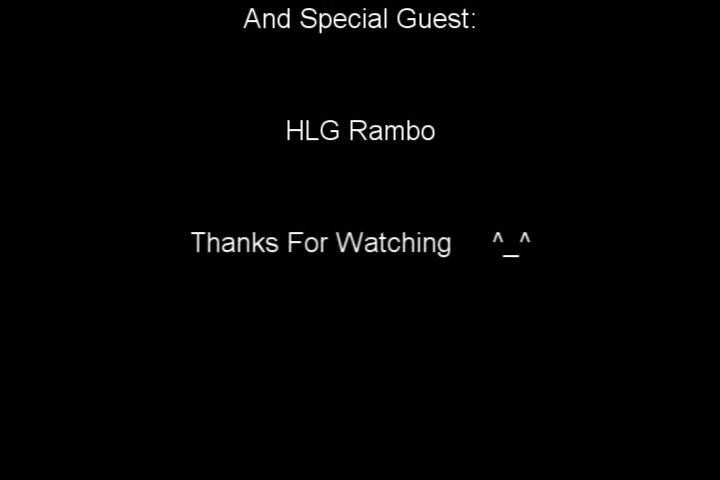 And Special Guest:
HLG Rambo
Thanks For Watching ^_^